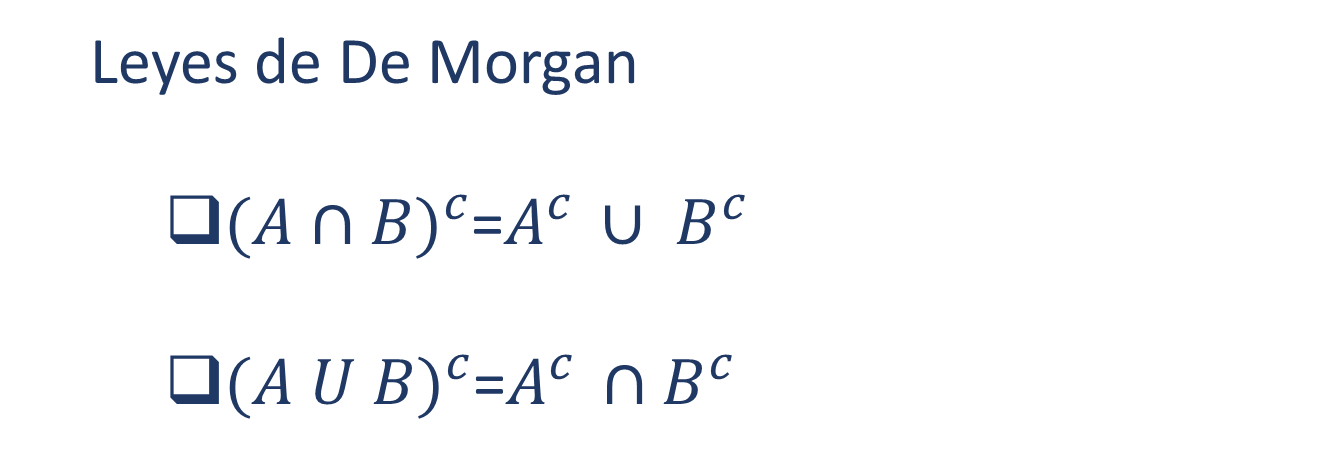 Leyes de De Morgan
❑(A ∩ B)ᶜ=Aᶜ ∪ Bᶜ
❑(A U B)ᶜ=Aᶜ ∩ Bᶜ